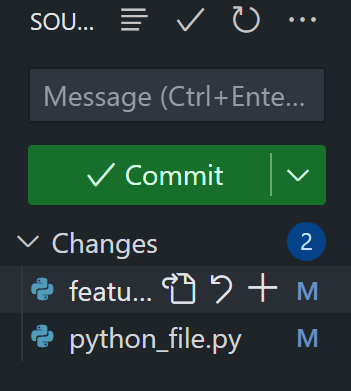 SOU...
Message (Ctrl+Ente...
Commit
Changes 2
featu... M
python_file.py M